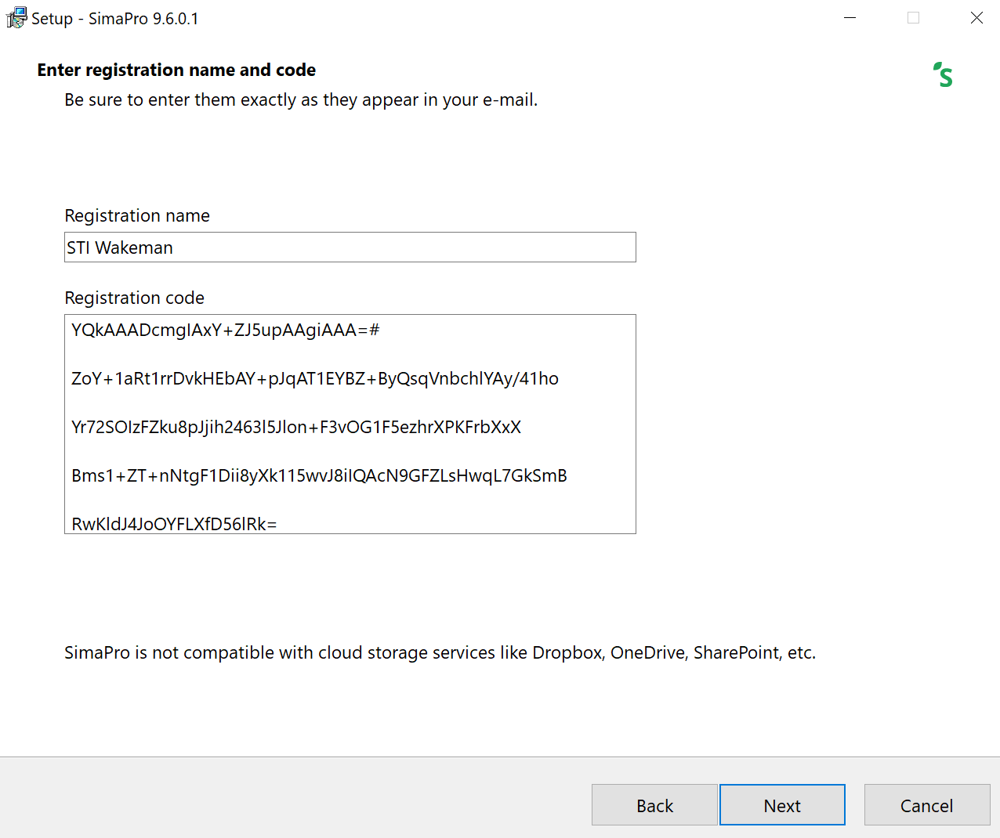 Setup - SimaPro 9.6.0.1
Enter registration name and code
Be sure to enter them exactly as they appear in your e-mail.
S
Registration name
STI Wakeman
Registration code
YQkAAADcmgIAxY+ZJ5upAAgiAAA=#
ZoY+1aRt1rrDvkHEbAY+pJqAT1EYBZ+ByQsqVnbchlYAy/41ho
Yr72SOIzFZku8pJjih2463l5Jlon+F3vOG1F5ezhrXPKFrbXxX
Bms1+ZT+nNtgF1Dii8yXk115wvJ8iIQAcN9GFZLsHwqL7GkSmB
RwKldJ4JoOYFLXfD56lRk=
SimaPro is not compatible with cloud storage services like Dropbox, OneDrive, SharePoint, etc.
Back
Next
Cancel